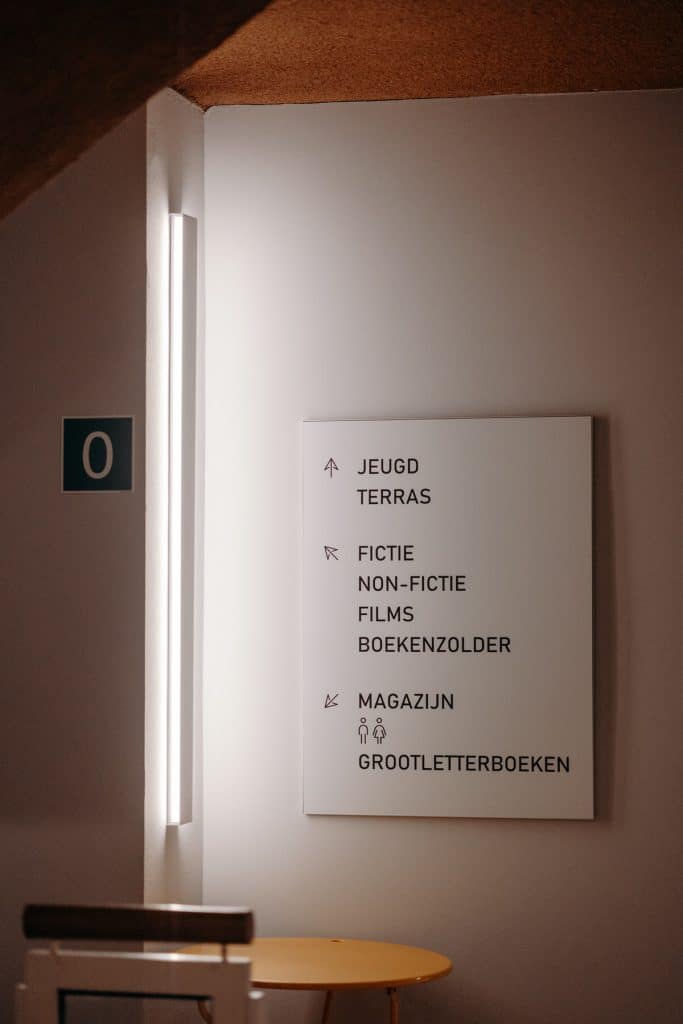 0
JEUGD
TERRAS
FICTIE
NON-FICTIE
FILMS
BOEKENZOLDER
MAGAZIJN
GROOTLETTERBOEKEN